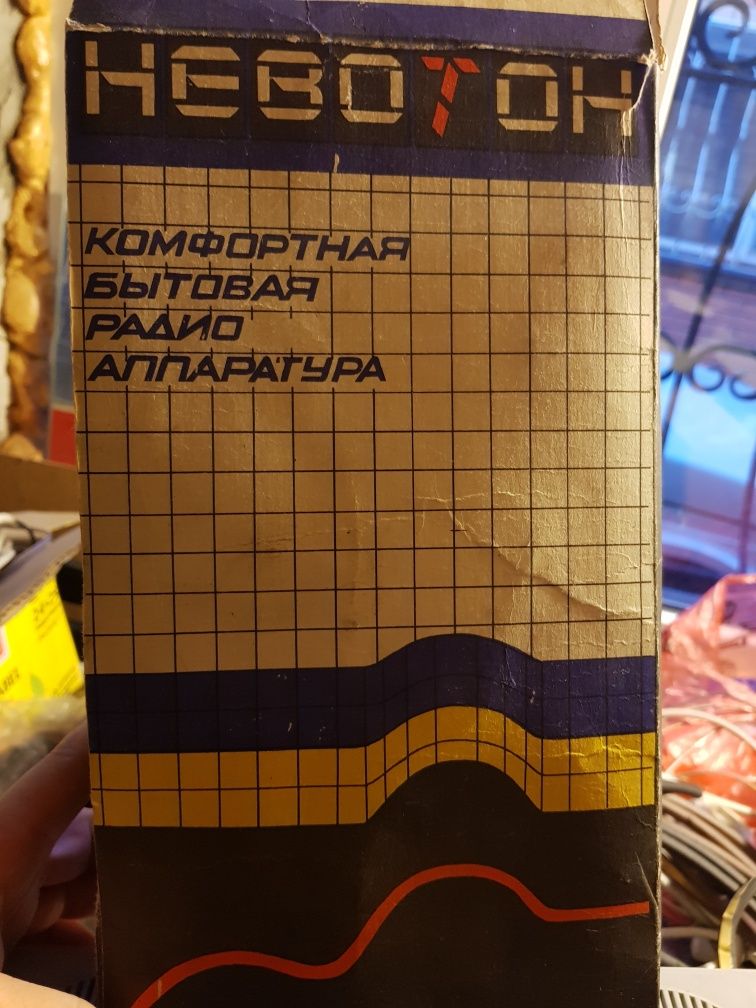 НЕВОТОН
КОМФОРТНАЯ
БЫТОВАЯ
РАДИО
АППАРАТУРА